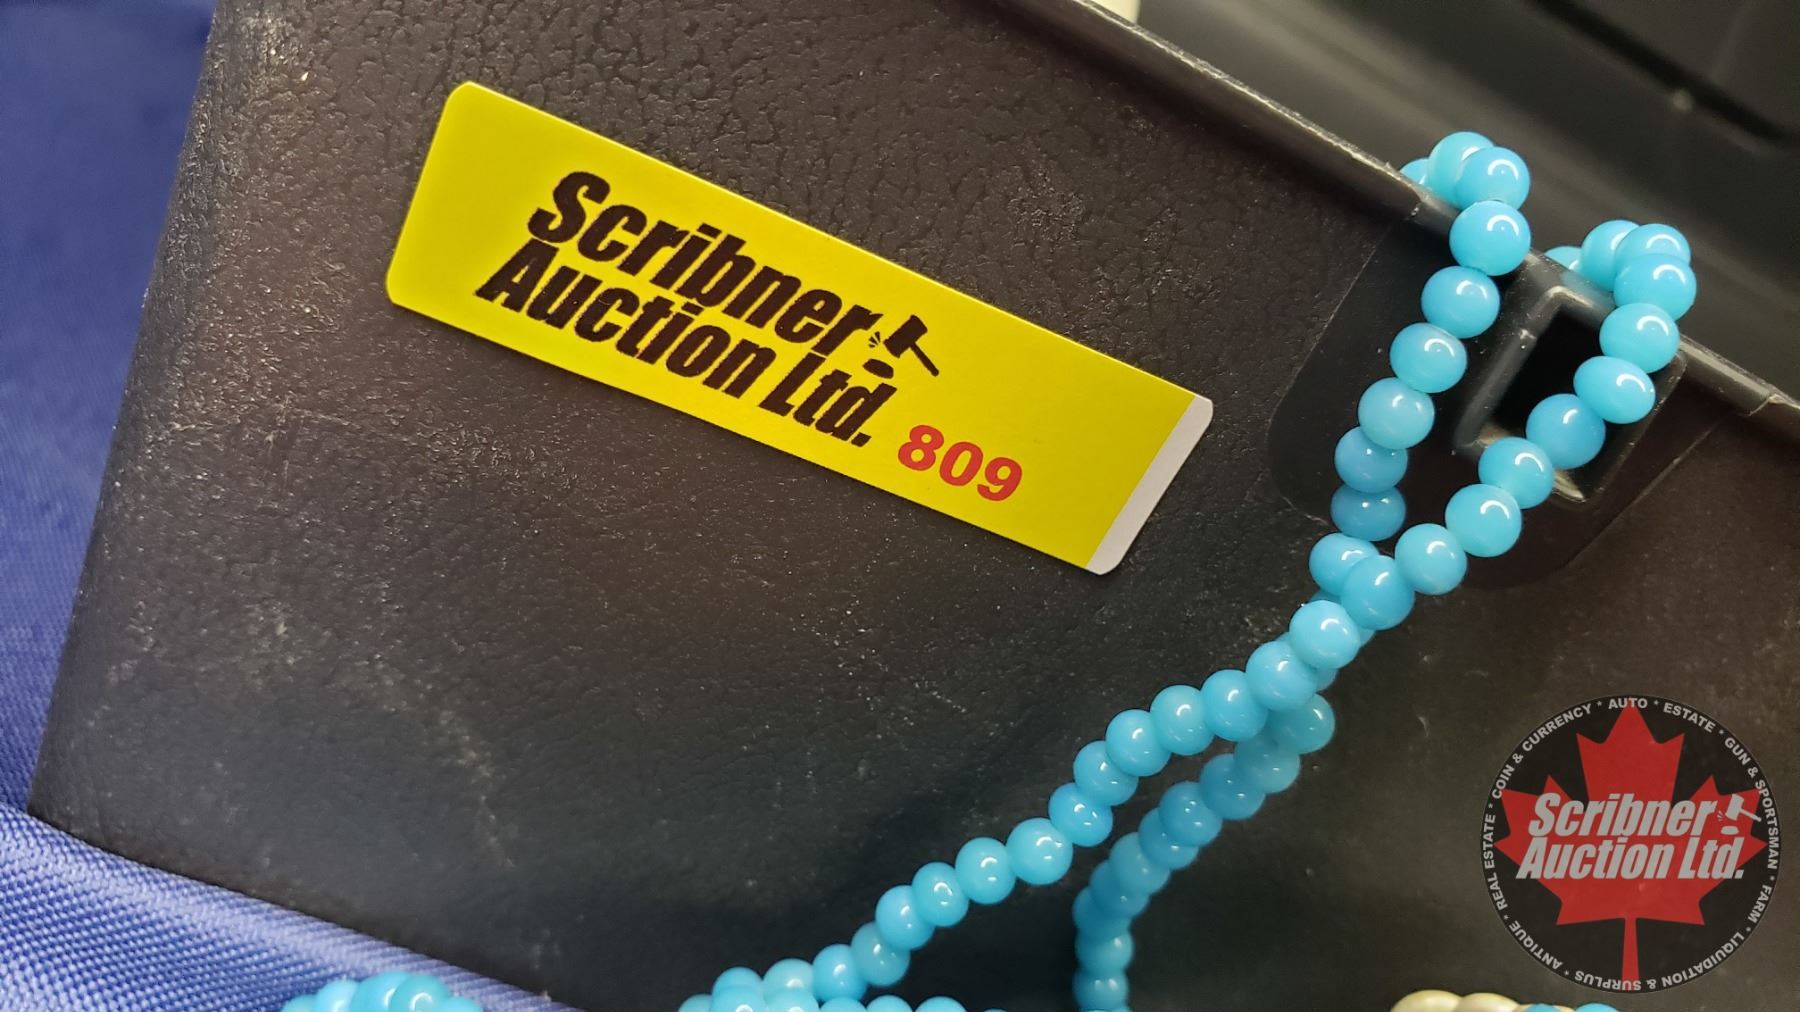 Scribner
Auction Ltd.
809
Scribner
Auction Ltd.
ANTIQUE * REAL ESTATE * COIN & CURRENCY * AUTO * ESTATE * GUN & SPORTSMAN * FARM * LIQUIDATION & SURPLUS *